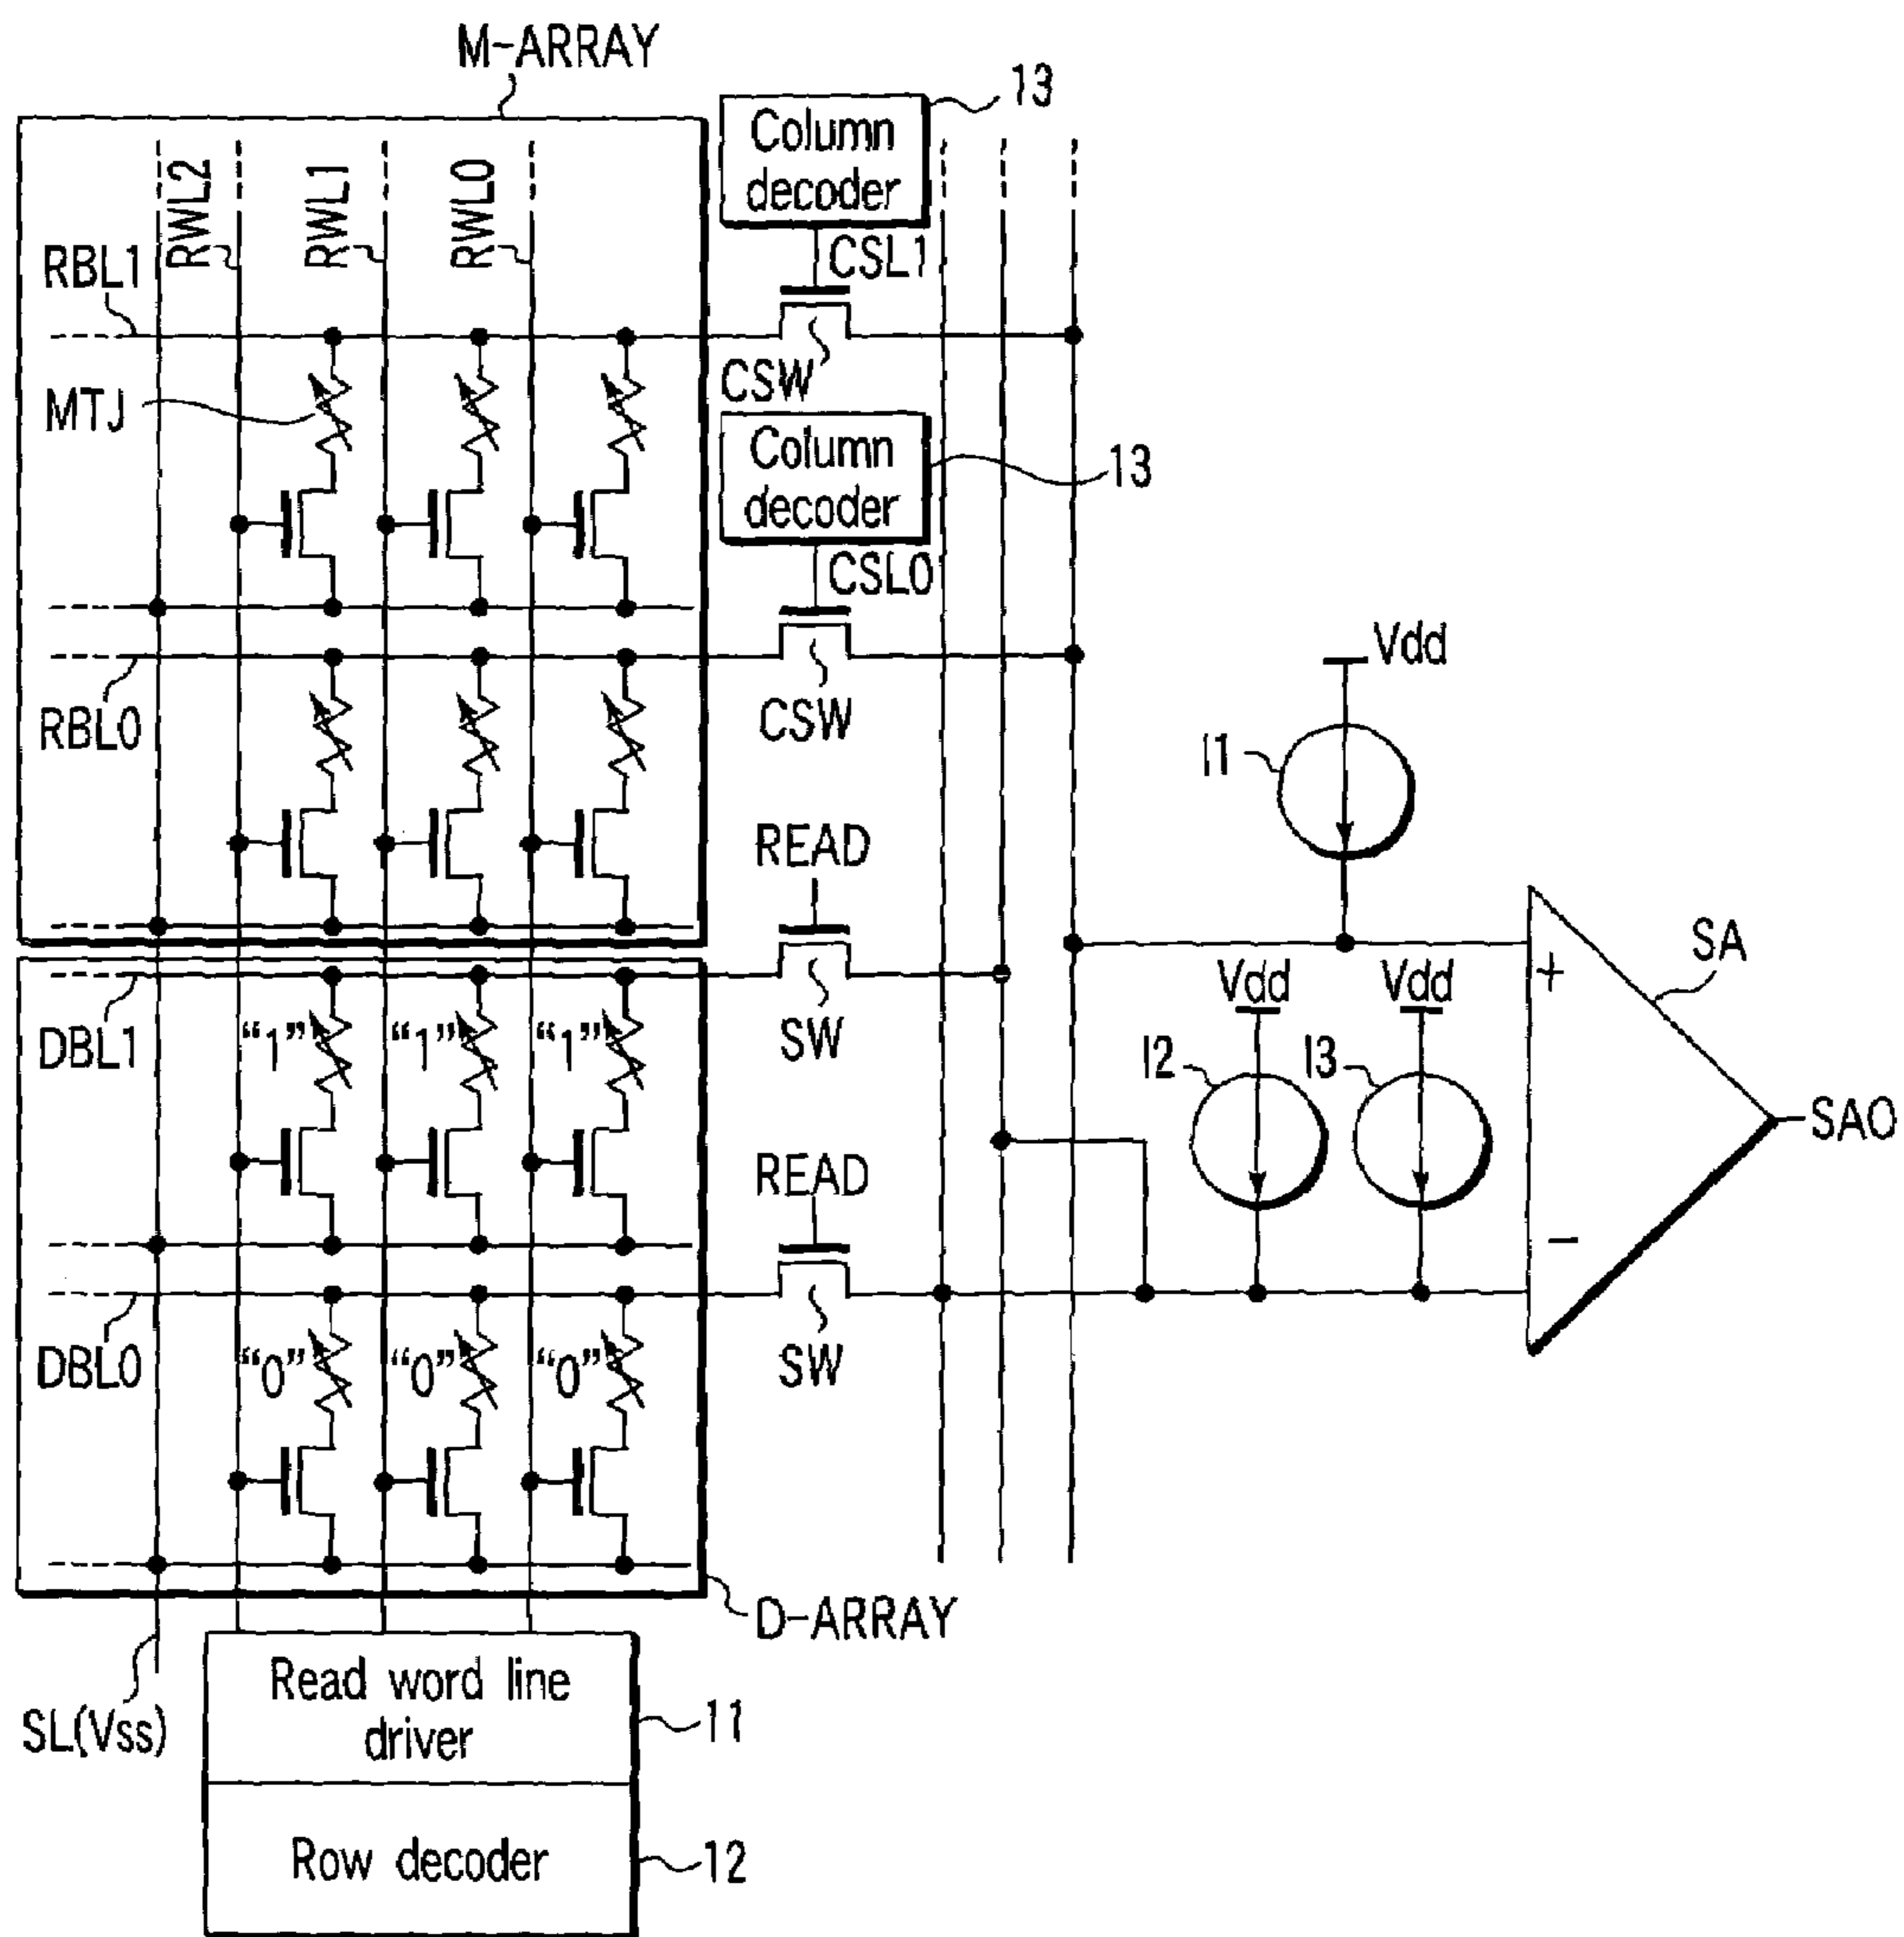 M-ARRAY
13
Column
decoder
RWL2
RWL1
RWL0
RBL1
CSL1
MTJ
CSW
Column
decoder
13
CSL0
RBL0
CSW
Vdd
I1
READ
DBL1
"1"
"1"
"1"
SW
Vdd
Vdd
SA
+
I2
I3
SAO
READ
−
DBL0
"0"
"0"
"0"
SW
D-ARRAY
SL(Vss)
Read word line
driver
11
Row decoder
12